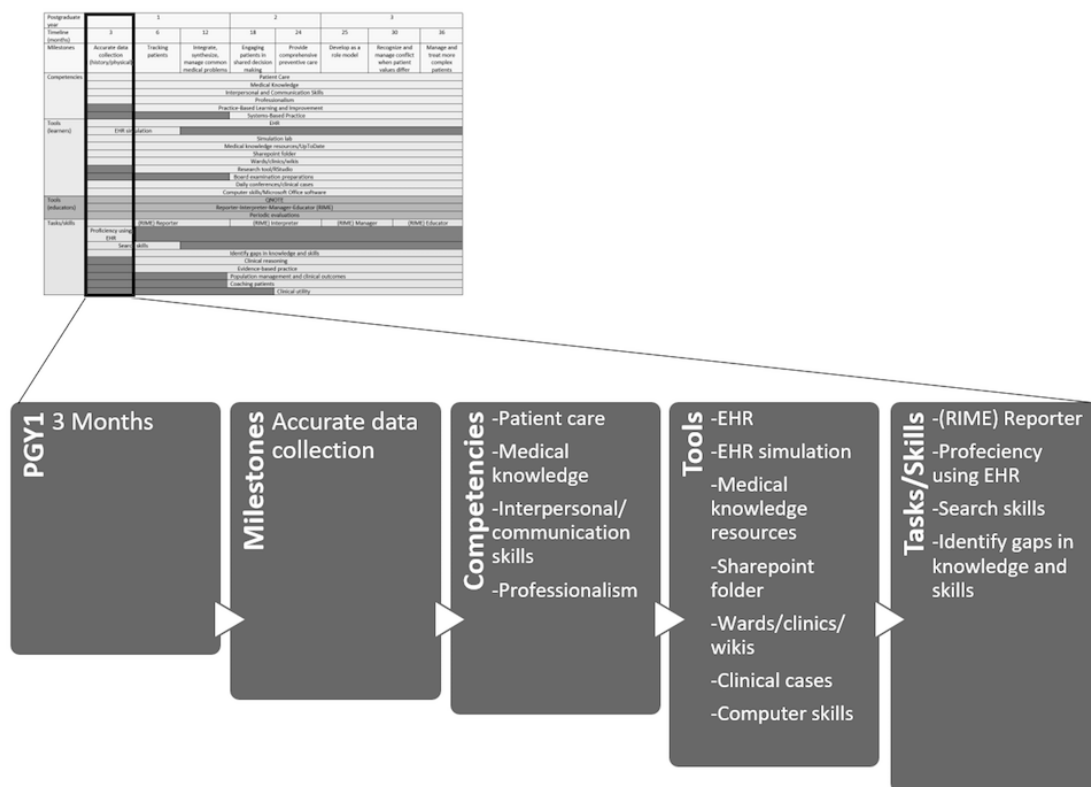 Postgraduate year 1 2 3
Timeline (months) 3 6 12 18 24 25 30 36
Milestones
Accurate data collection (history/physical)
Tracking patients
Integrate, synthesize, manage common medical problems
Engaging patients in shared decision making
Provide comprehensive preventive care
Develop as a role model
Recognize and manage conflict when patient values differ
Manage and treat more complex patients
Competencies
Patient Care
Medical Knowledge
Interpersonal and Communication Skills
Professionalism
Practice-Based Learning and Improvement
Systems-Based Practice
Tools (learners)
EHR
EHR simulation
Simulation lab
Medical knowledge resources/UpToDate
Sharepoint folder
Wards/clinics/wikis
Research tool/RStudio
Board examination preparations
Daily conferences/clinical cases
Computer skills/Microsoft Office software
Tools (educators)
QNOTE
Reporter-Interpreter-Manager-Educator (RIME)
Periodic evaluations
Tasks/skills
(RIME) Reporter (RIME) Interpreter (RIME) Manager (RIME) Educator
Proficiency using EHR
Search skills
Identify gaps in knowledge and skills
Clinical reasoning
Evidence-based practice
Population management and clinical outcomes
Coaching patients
Clinical utility
PGY1
3 Months
Milestones
Accurate data
collection
Competencies
-Patient care
-Medical
knowledge
-Interpersonal/
communication
skills
-Professionalism
Tools
-EHR
-EHR simulation
-Medical
knowledge
resources
-Sharepoint
folder
-Wards/clinics/
wikis
-Clinical cases
-Computer skills
Tasks/Skills
-(RIME) Reporter
-Profeciency
using EHR
-Search skills
-Identify gaps in
knowledge and
skills